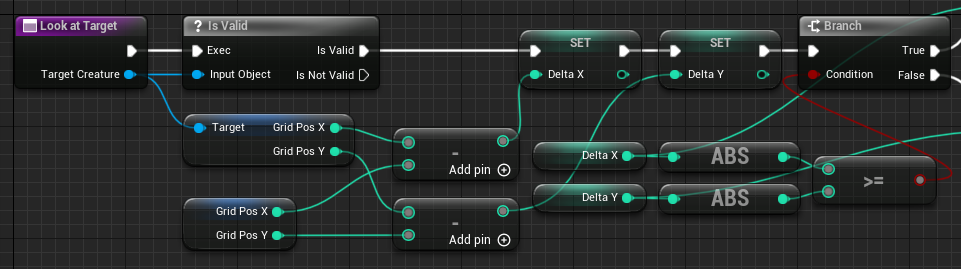 Look at Target
Target Creature
? Is Valid
Exec
Is Valid
Input Object
Is Not Valid
SET
Delta X
SET
Delta Y
Branch
True
Condition
False
Target
Grid Pos X
Grid Pos Y
-
Add pin
Delta X
ABS
Delta Y
ABS
>=
Grid Pos X
Grid Pos Y
-
Add pin